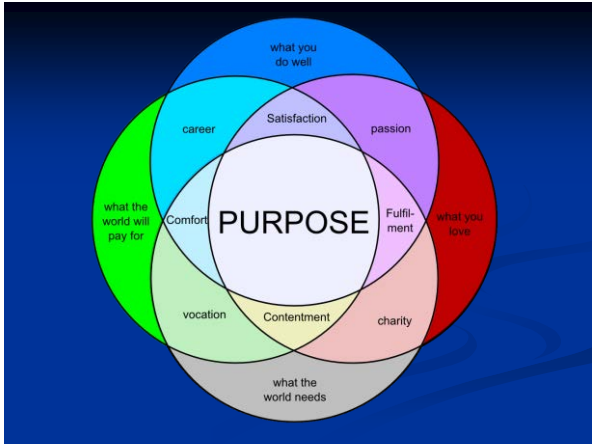 what you
do well
career
Satisfaction
passion
what the
world will
pay for
Comfort
PURPOSE
Fulfil-
ment
what you
love
vocation
Contentment
charity
what the
world needs